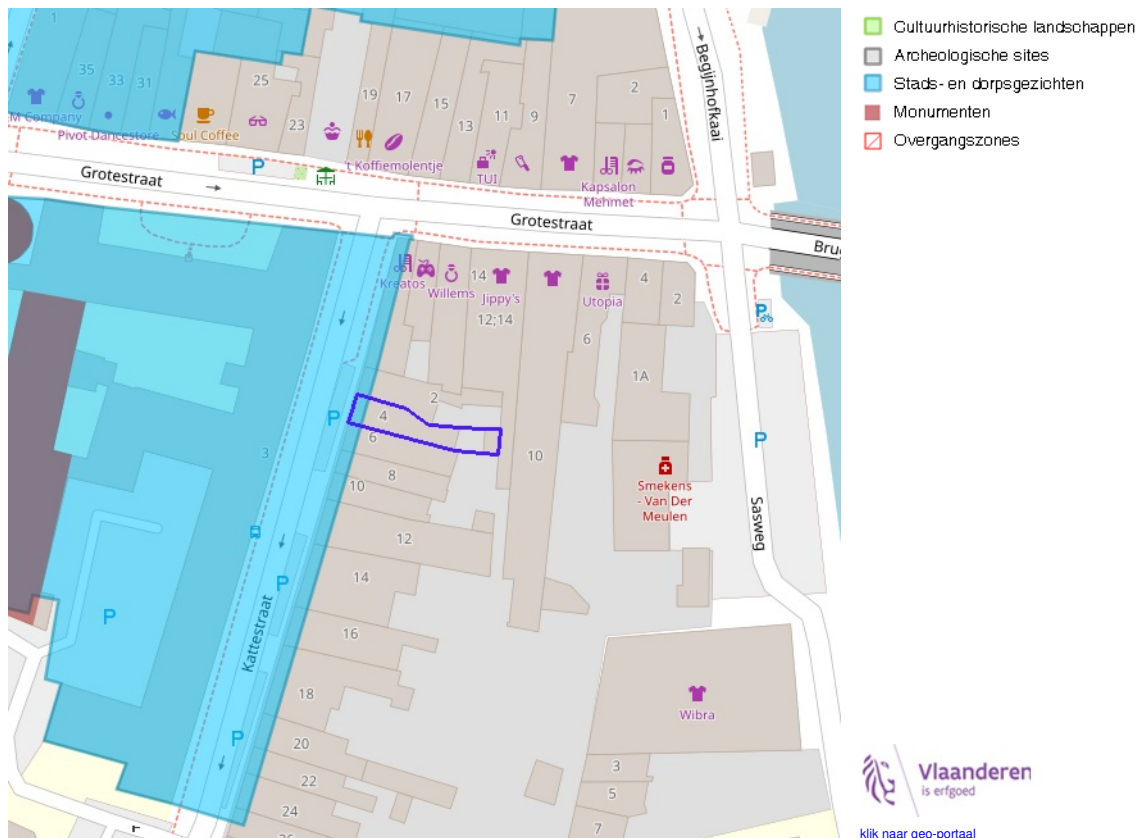 1
35
33
31
25
23
19
17
15
13
11
9
7
2
1
M Company
Pivot-Dancestore
Soul Coffee
't Koffiemolentje
TUI
Kapsalon
Mehmet
Begijnhofkaai
P
Grotestraat
Grotestraat
Brug
Kreatos
Willems
14
Jippy's
12;14
Utopia
4
2
6
1A
P
2
4
6
P
3
8
10
10
P
Smekens
- Van Der
Meulen
Sasweg
12
14
P
P
16
Kattestraat
18
P
20
22
24
26
Wibra
3
5
7
r
Cultuurhistorische landschappen
Archeologische sites
Stads- en dorpsgezichten
Monumenten
Overgangszones
Vlaanderen
is erfgoed
klik naar geo-portaal